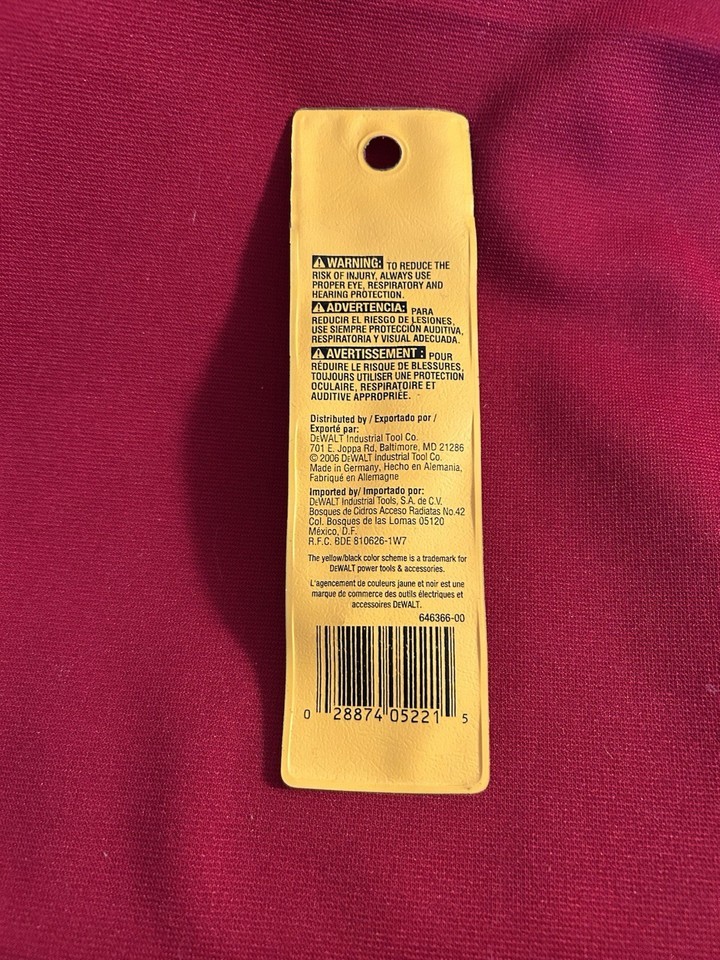 ⚠ WARNING: TO REDUCE THE
RISK OF INJURY, ALWAYS USE
PROPER EYE, RESPIRATORY AND
HEARING PROTECTION.
⚠ ADVERTENCIA: PARA
REDUCIR EL RIESGO DE LESIONES,
USE SIEMPRE PROTECCIÓN AUDITIVA,
RESPIRATORIA Y VISUAL ADECUADA.
⚠ AVERTISSEMENT : POUR
RÉDUIRE LE RISQUE DE BLESSURES,
TOUJOURS UTILISER UNE PROTECTION
OCULAIRE, RESPIRATOIRE ET
AUDITIVE APPROPRIÉE.
Distributed by / Exportado por /
Exporté par:
DEWALT Industrial Tool Co.
701 E. Joppa Rd, Baltimore, MD 21286
© 2006 DEWALT Industrial Tool Co.
Made in Germany, Hecho en Alemania,
Fabriqué en Allemagne
Imported by/ Importado por:
DEWALT Industrial Tools, S.A. de C.V.
Bosques de Cidros Acceso Radiatas No.42
Col. Bosques de las Lomas 05120
México, D.F.
R.F.C. BDE 810626-1W7
The yellow/black color scheme is a trademark for
DEWALT power tools & accessories.
L'agencement de couleurs jaune et noir est une
marque de commerce des outils électriques et
accessoires DEWALT.
646366-00
0 28874 05221 5